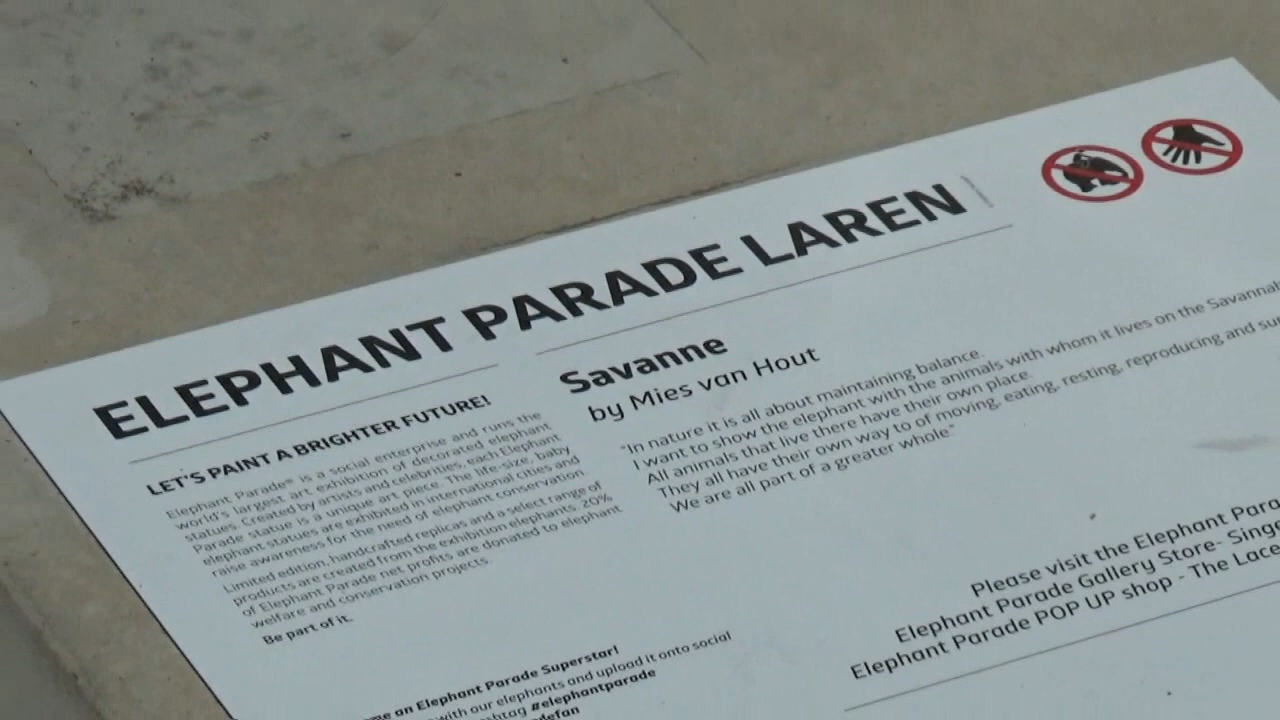 ELEPHANT PARADE LAREN
LET'S PAINT A BRIGHTER FUTURE!
Elephant Parade® is a social enterprise and runs the
world's largest art exhibition of decorated elephant
statues. Created by artists and celebrities, each Elephant
Parade statue is a unique art piece. The life-size, baby
elephant statues are exhibited in international cities and
raise awareness for the need of elephant conservation
Limited edition, handcrafted replicas and a select range of
products are created from the exhibition elephants. 20%
of Elephant Parade net profits are donated to elephant
welfare and conservation projects.
Be part of it.
me an Elephant Parade Superstar!
with our elephants and upload it onto social
#elephantparade
Savanne
by Mies van Hout
"In nature it is all about maintaining balance.
I want to show the elephant with the animals with whom it lives on the Savannah
All animals that live there have their own place.
They all have their own way to of moving, eating, resting, reproducing and su
We are all part of a greater whole"
Please visit the Elephant Para
Elephant Parade Gallery Store- Singe
Elephant Parade POP UP shop - The Lace